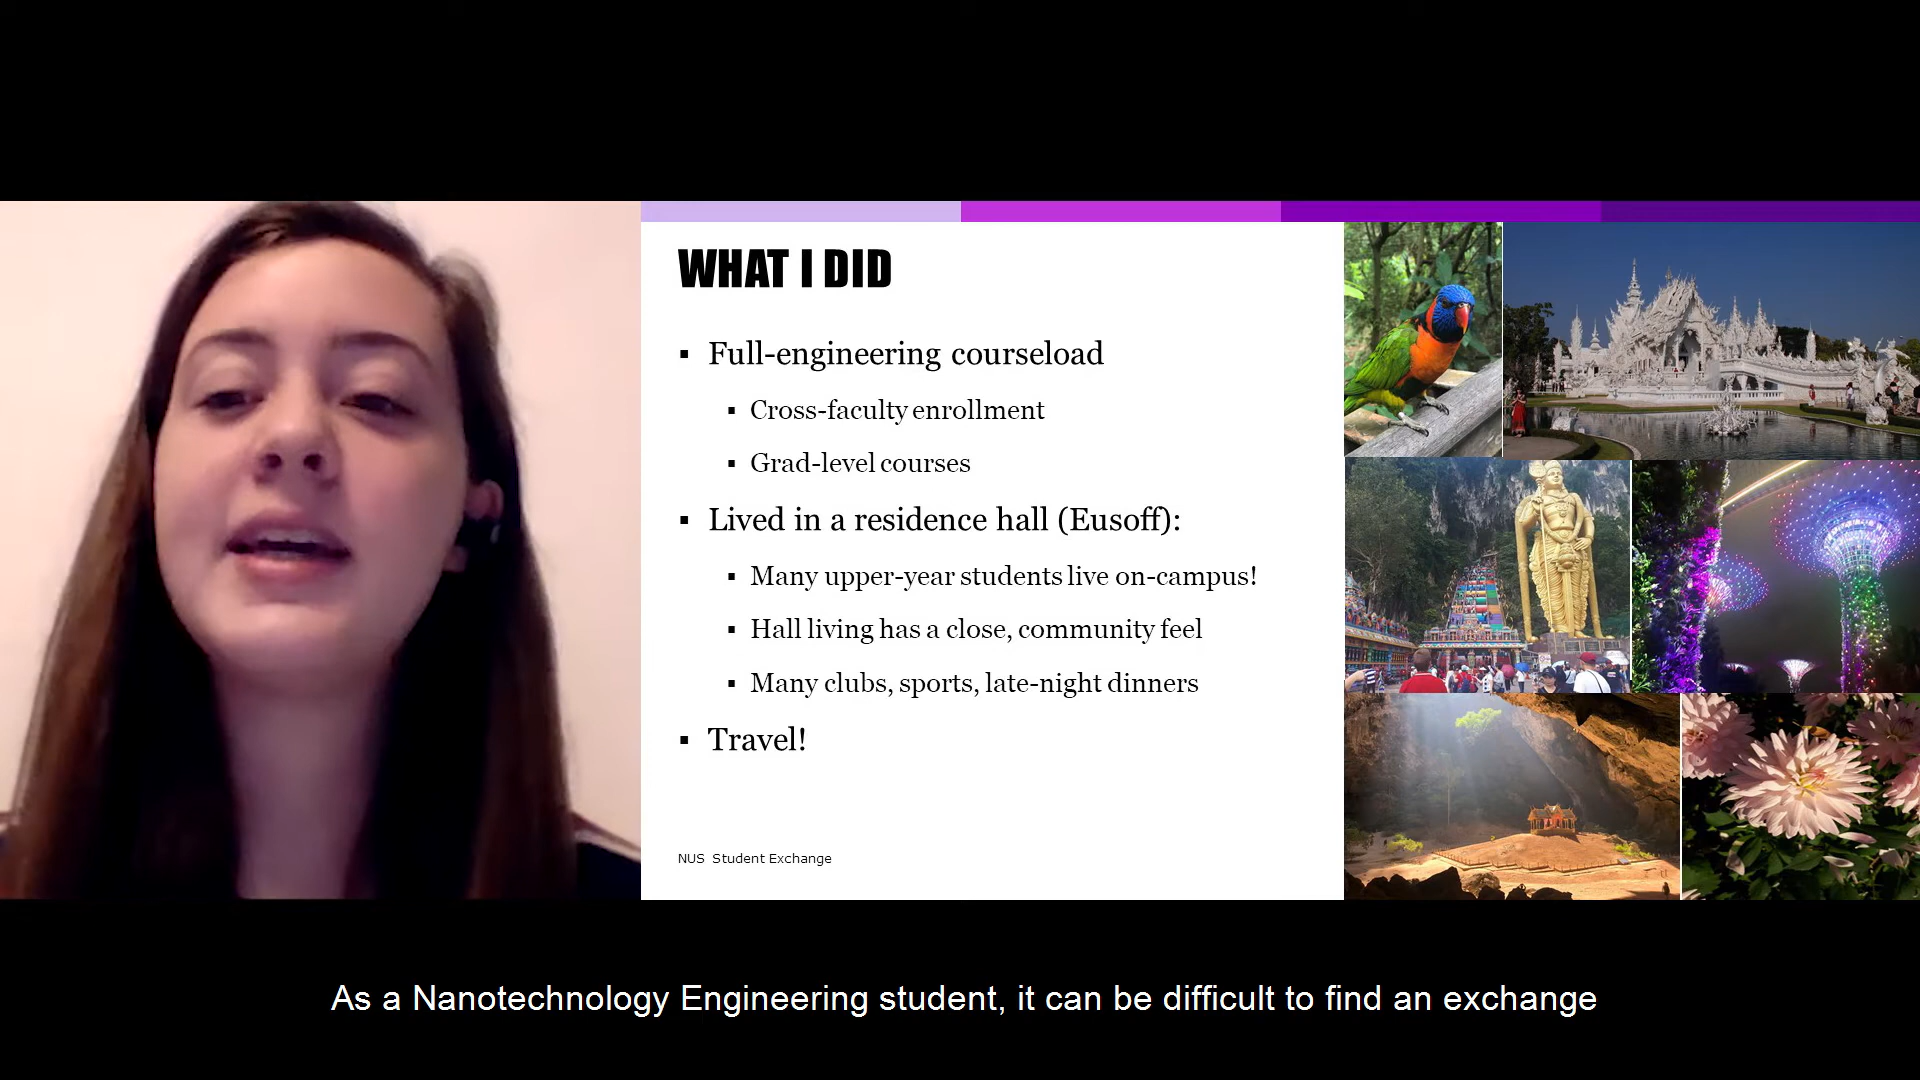 WHAT I DID
▪ Full-engineering courseload
▪ Cross-faculty enrollment
▪ Grad-level courses
▪ Lived in a residence hall (Eusoff):
▪ Many upper-year students live on-campus!
▪ Hall living has a close, community feel
▪ Many clubs, sports, late-night dinners
▪ Travel!
NUS Student Exchange
As a Nanotechnology Engineering student, it can be difficult to find an exchange